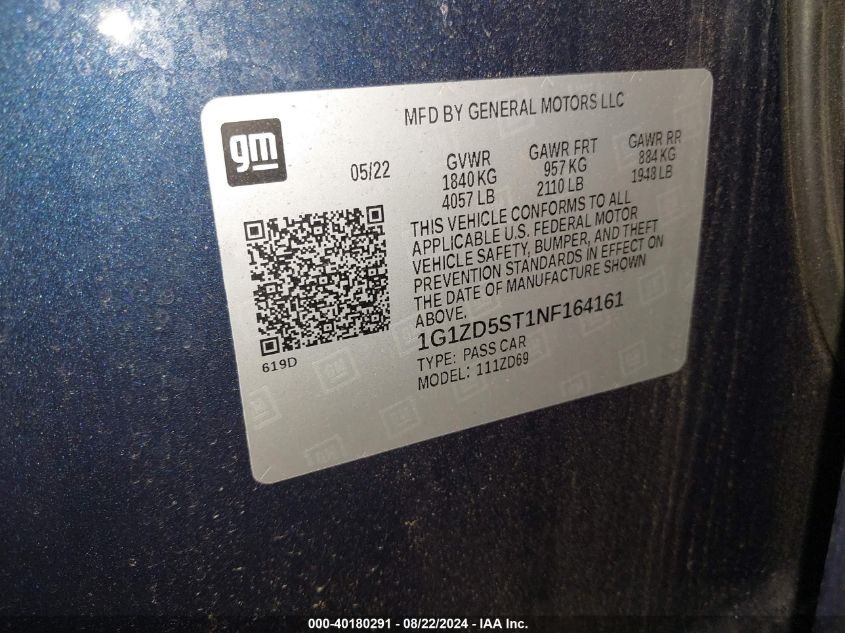 MFD BY GENERAL MOTORS LLC
gm
05/22
GVWR
1840 KG
4057 LB
GAWR FRT
957 KG
2110 LB
GAWR RR
884 KG
1948 LB
THIS VEHICLE CONFORMS TO ALL
APPLICABLE U.S. FEDERAL MOTOR
VEHICLE SAFETY, BUMPER, AND THEFT
PREVENTION STANDARDS IN EFFECT ON
THE DATE OF MANUFACTURE SHOWN
ABOVE.
1G1ZD5ST1NF164161
TYPE: PASS CAR
MODEL: 111ZD69
619D
000-40180291 - 08/22/2024 - IAA Inc.